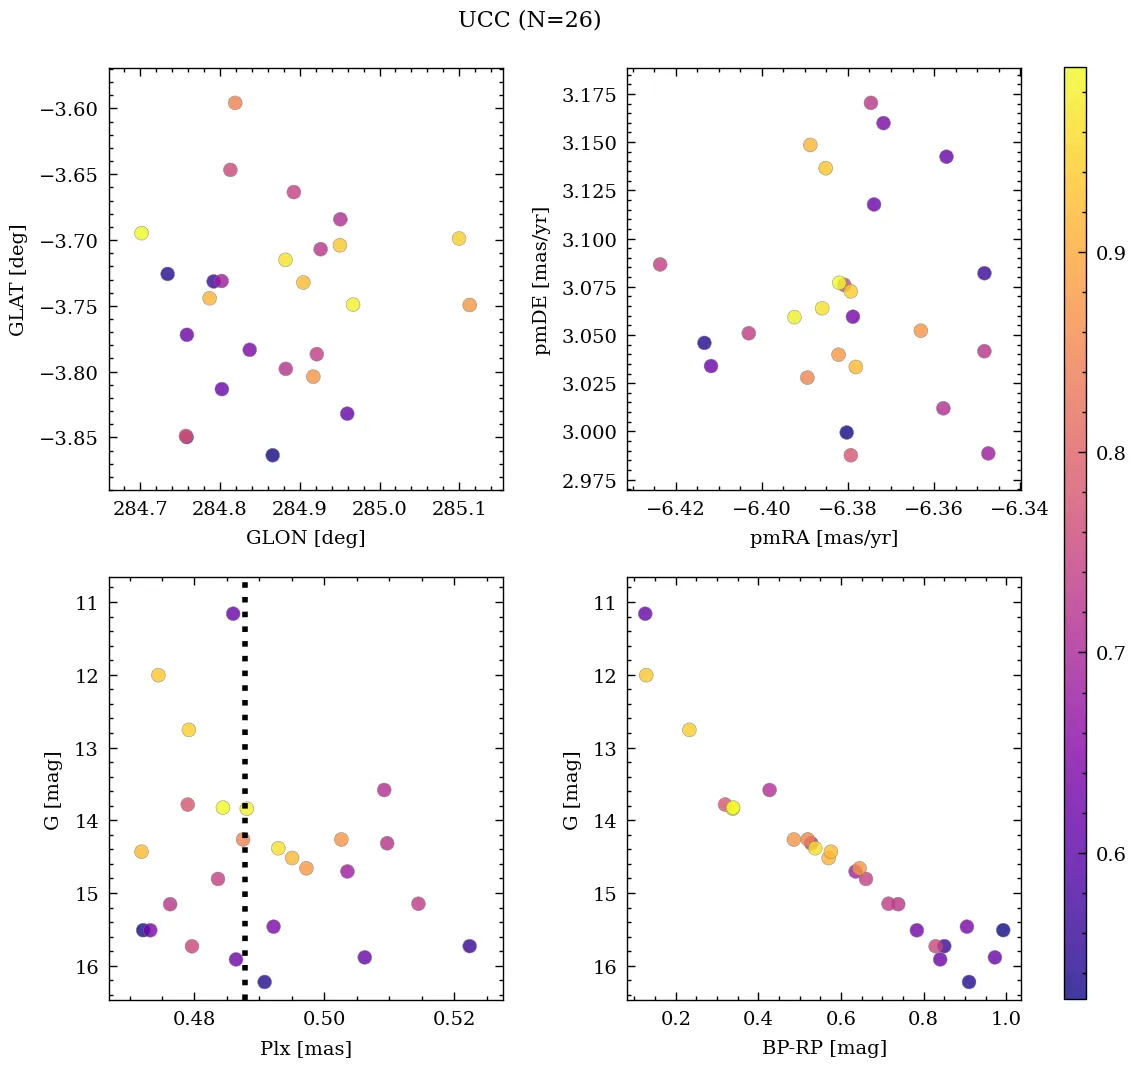 UCC (N=26)
−3.60
−3.65
−3.70
−3.75
−3.80
−3.85
GLAT [deg]
284.7 284.8 284.9 285.0 285.1
GLON [deg]
3.175
3.150
3.125
3.100
3.075
3.050
3.025
3.000
2.975
pmDE [mas/yr]
−6.42 −6.40 −6.38 −6.36 −6.34
pmRA [mas/yr]
11
12
13
14
15
16
G [mag]
0.48 0.50 0.52
Plx [mas]
11
12
13
14
15
16
G [mag]
0.2 0.4 0.6 0.8 1.0
BP-RP [mag]
0.9
0.8
0.7
0.6